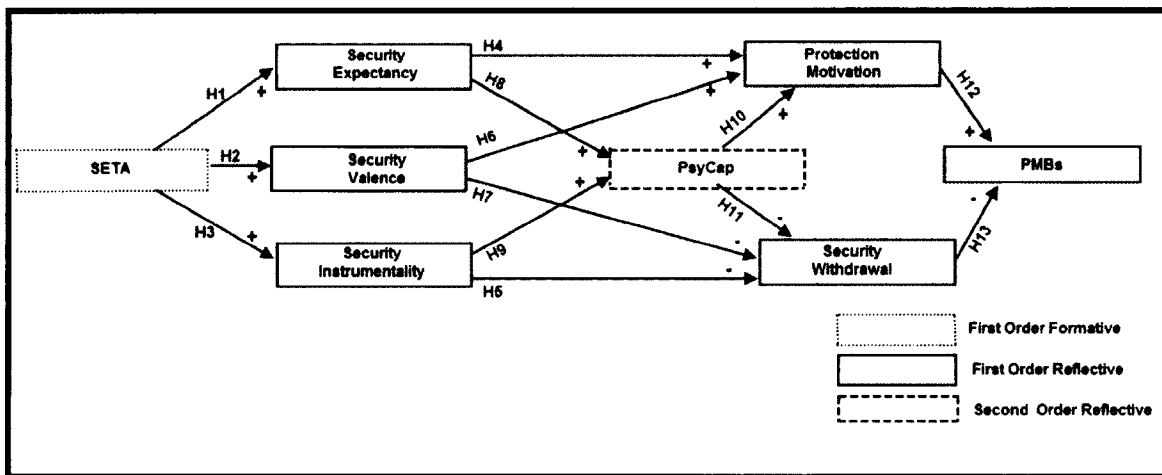 Security
Expectancy
H4
+
Protection
Motivation
H1
+
H8
+
H12
H6
H10
+
+
SETA
H2
+
Security
Valence
+
+
PsyCap
PMBs
H7
H11
-
-
H3
+
H9
-
H13
Security
Instrumentality
H5
-
Security
Withdrawal
First Order Formative
First Order Reflective
Second Order Reflective